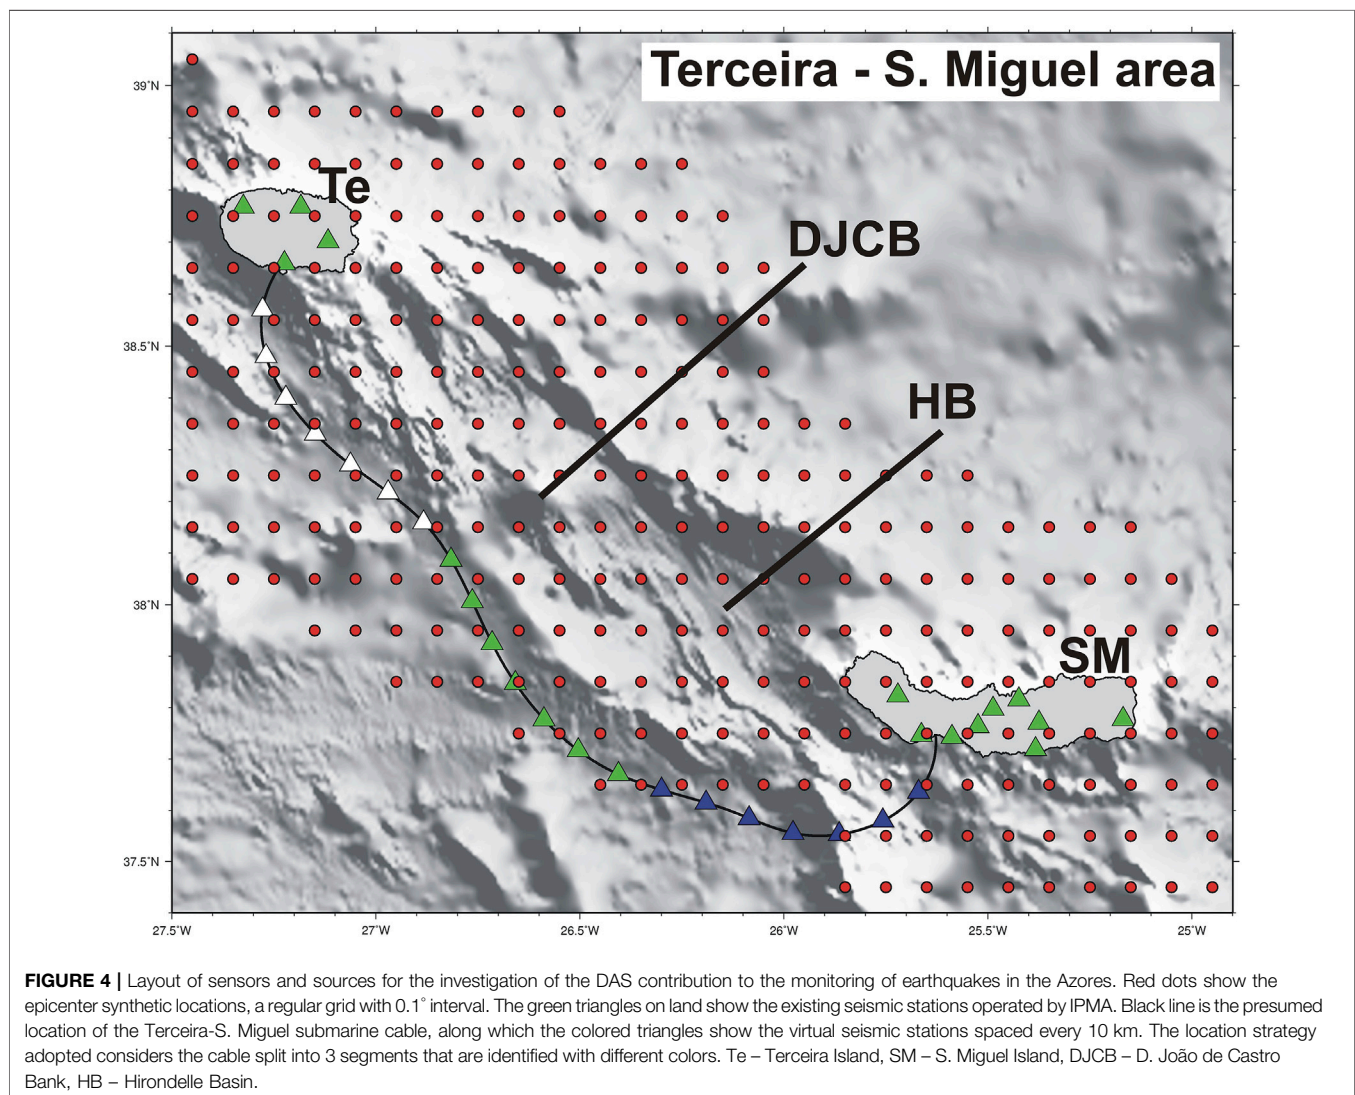 Terceira - S. Miguel area
39°N
Te
DJCB
38.5°N
HB
38°N
SM
37.5°N
27.5°W 27°W 26.5°W 26°W 25.5°W 25°W
FIGURE 4 | Layout of sensors and sources for the investigation of the DAS contribution to the monitoring of earthquakes in the Azores. Red dots show the
epicenter synthetic locations, a regular grid with 0.1° interval. The green triangles on land show the existing seismic stations operated by IPMA. Black line is the presumed
location of the Terceira-S. Miguel submarine cable, along which the colored triangles show the virtual seismic stations spaced every 10 km. The location strategy
adopted considers the cable split into 3 segments that are identified with different colors. Te – Terceira Island, SM – S. Miguel Island, DJCB – D. João de Castro
Bank, HB – Hirondelle Basin.